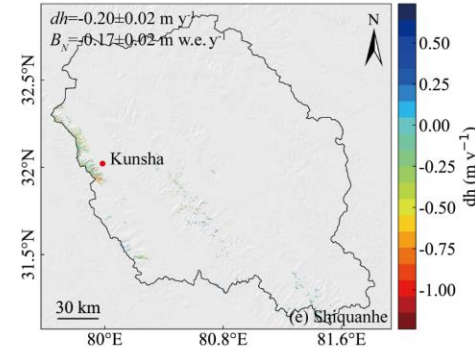 dh=-0.20±0.02 m y⁻¹
B_N=-0.17±0.02 m w.e.y⁻¹
N
32.5°N
32°N
31.5°N
Kunsha
30 km
(e) Shiquanhe
80°E
80.8°E
81.6°E
0.50
0.25
0.00
-0.25
-0.50
-0.75
-1.00
dh (m y⁻¹)